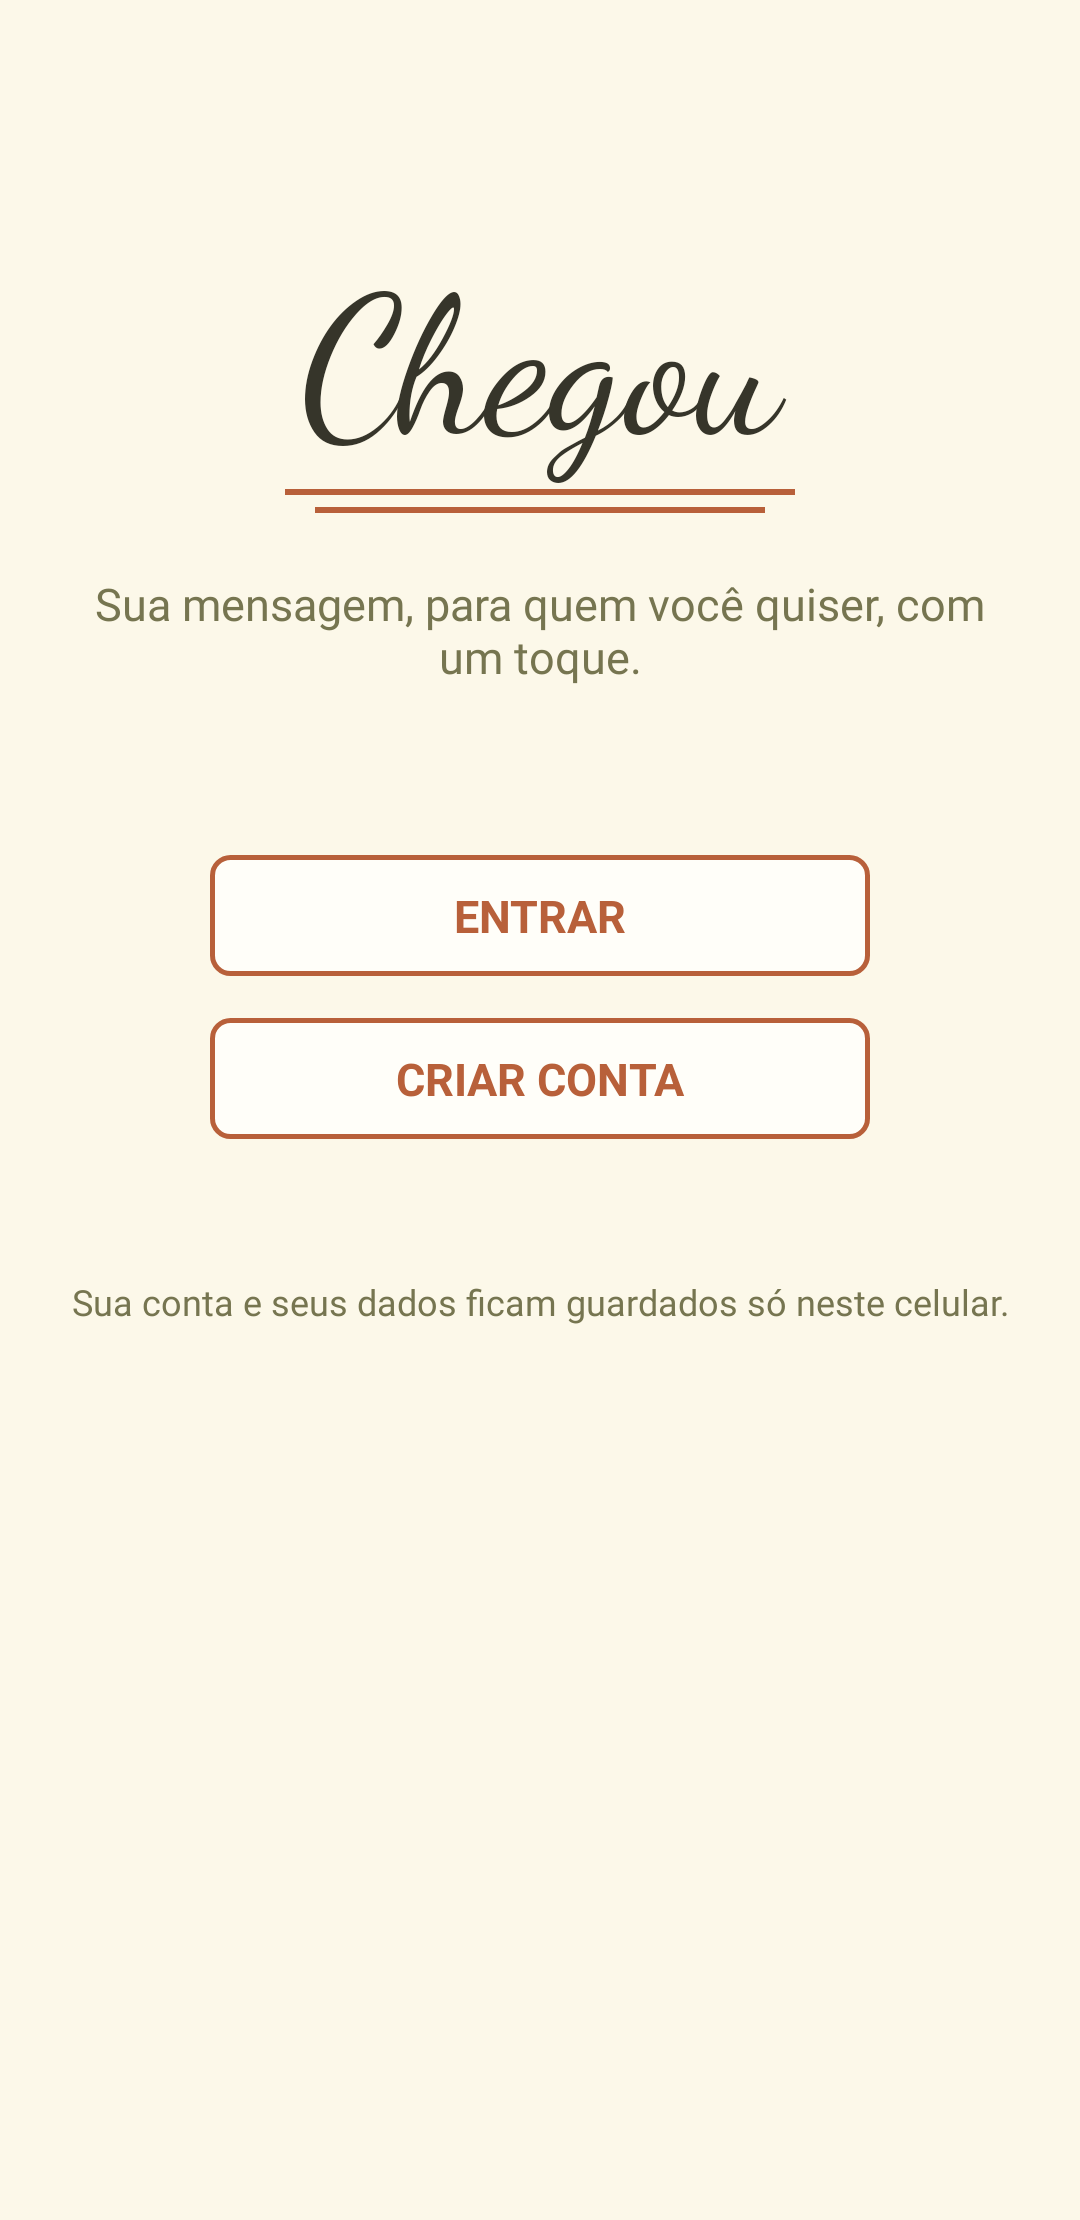 Chegou
Sua mensagem, para quem você quiser, com
um toque.
ENTRAR
CRIAR CONTA
Sua conta e seus dados ficam guardados só neste celular.